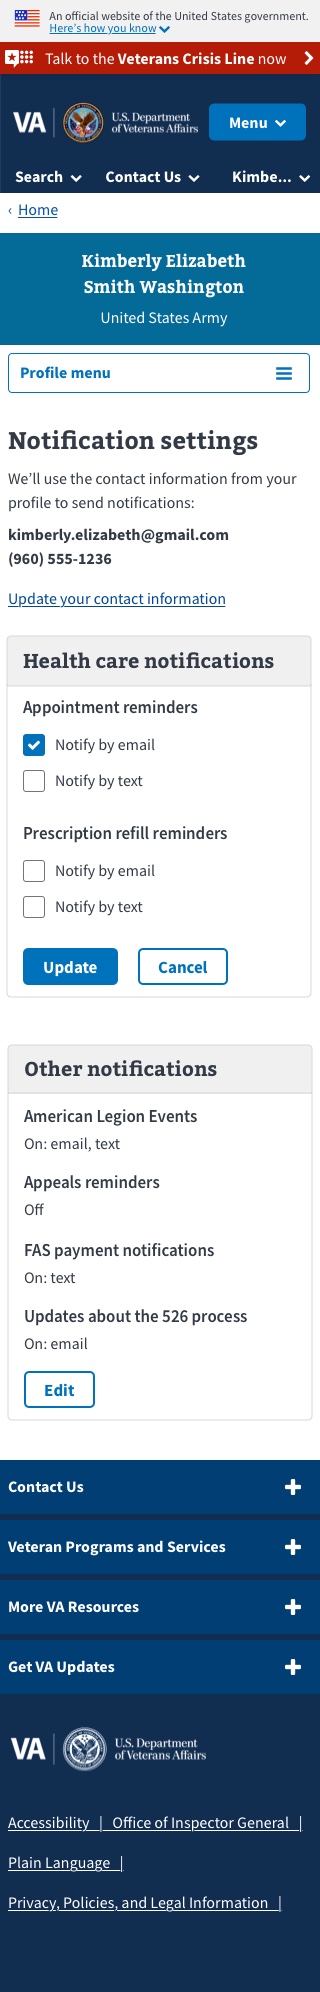 An official website of the United States government.
Here's how you know
Talk to the Veterans Crisis Line now
VA
U.S. Department
of Veterans Affairs
Menu
Search
Contact Us
Kimbe...
‹ Home
Kimberly Elizabeth
Smith Washington
United States Army
Profile menu
Notification settings
We'll use the contact information from your
profile to send notifications:
kimberly.elizabeth@gmail.com
(960) 555-1236
Update your contact information
Health care notifications
Appointment reminders
Notify by email
Notify by text
Prescription refill reminders
Notify by email
Notify by text
Update
Cancel
Other notifications
American Legion Events
On: email, text
Appeals reminders
Off
FAS payment notifications
On: text
Updates about the 526 process
On: email
Edit
Contact Us
Veteran Programs and Services
More VA Resources
Get VA Updates
VA
U.S. Department
of Veterans Affairs
Accessibility | Office of Inspector General |
Plain Language |
Privacy, Policies, and Legal Information |